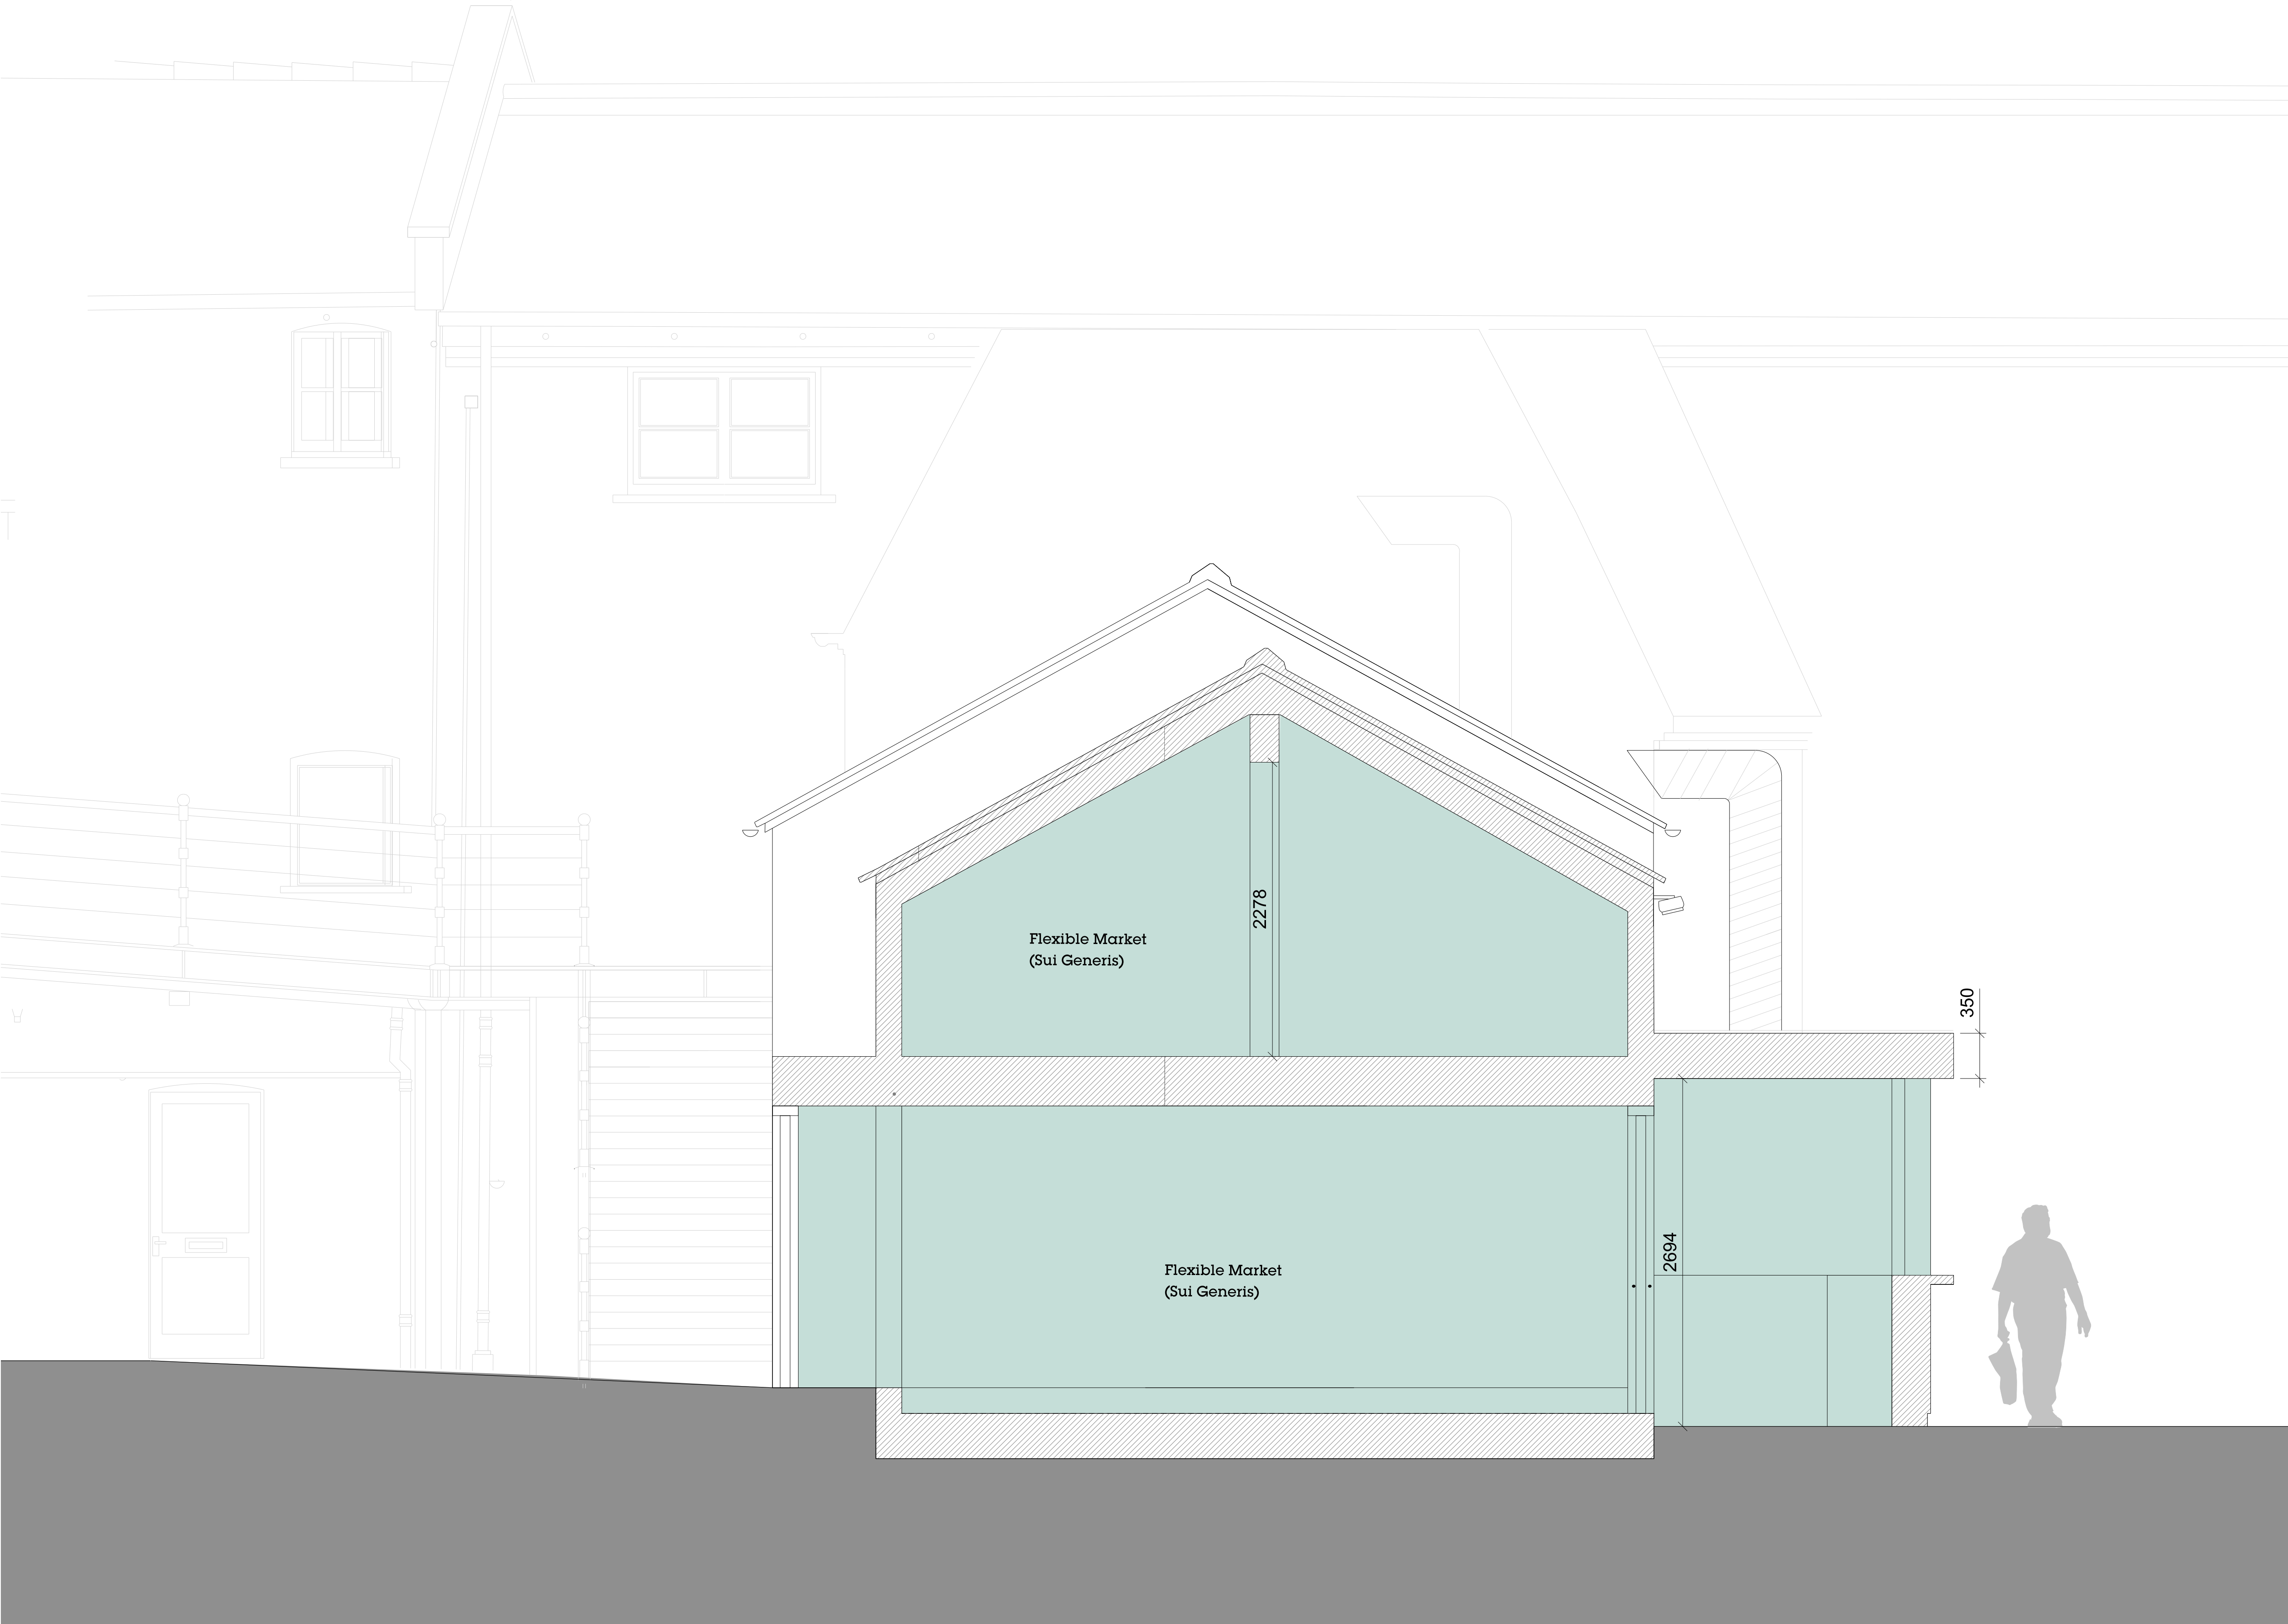 2278
Flexible Market
(Sui Generis)
350
2694
Flexible Market
(Sui Generis)